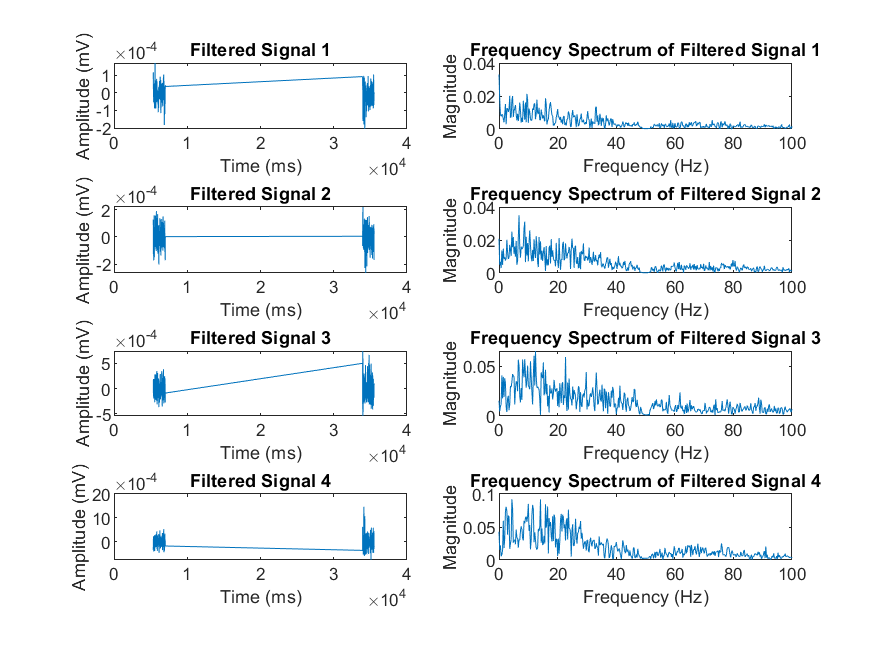 Filtered Signal 1
×10-4
Amplitude (mV)
1
0
-1
-2
0 1 2 3 4
Time (ms)
×104
Frequency Spectrum of Filtered Signal 1
Magnitude
0.04
0.02
0
0 20 40 60 80 100
Frequency (Hz)
Filtered Signal 2
×10-4
Amplitude (mV)
2
0
-2
0 1 2 3 4
Time (ms)
×104
Frequency Spectrum of Filtered Signal 2
Magnitude
0.04
0.02
0
0 20 40 60 80 100
Frequency (Hz)
Filtered Signal 3
×10-4
Amplitude (mV)
5
0
-5
0 1 2 3 4
Time (ms)
×104
Frequency Spectrum of Filtered Signal 3
Magnitude
0.05
0
0 20 40 60 80 100
Frequency (Hz)
Filtered Signal 4
×10-4
Amplitude (mV)
20
10
0
0 1 2 3 4
Time (ms)
×104
Frequency Spectrum of Filtered Signal 4
Magnitude
0.1
0.05
0
0 20 40 60 80 100
Frequency (Hz)